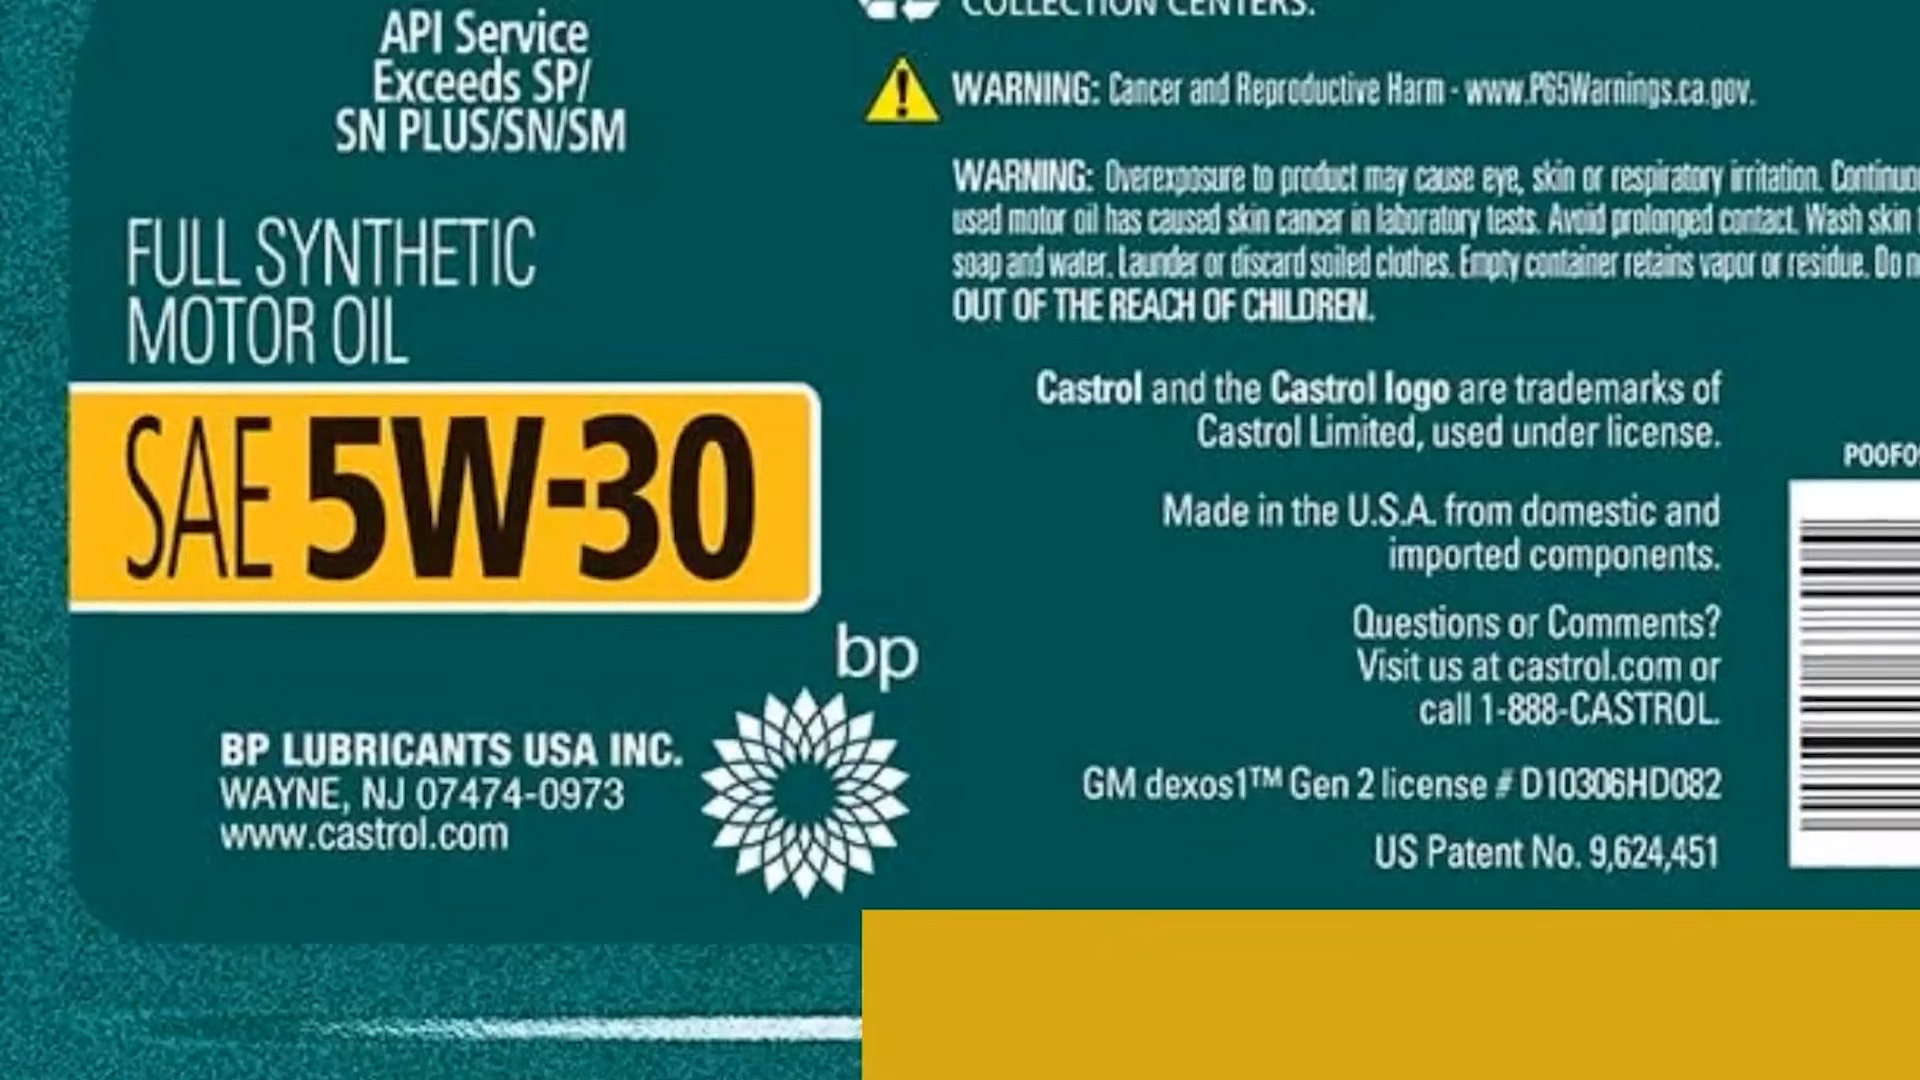 API Service
Exceeds SP/
SN PLUS/SN/SM
FULL SYNTHETIC
MOTOR OIL
SAE 5W-30
bp
BP LUBRICANTS USA INC.
WAYNE, NJ 07474-0973
www.castrol.com
COLLECTION CENTERS.
WARNING: Cancer and Reproductive Harm - www.P65Warnings.ca.gov.
WARNING: Overexposure to product may cause eye, skin or respiratory irritation.
used motor oil has caused skin cancer in laboratory tests. Avoid prolonged contact. Wash skin
soap and water. Launder or discard soiled clothes. Empty container retains vapor or residue. Do
OUT OF THE REACH OF CHILDREN.
Castrol and the Castrol logo are trademarks of
Castrol Limited, used under license.
Made in the U.S.A. from domestic and
imported components.
Questions or Comments?
Visit us at castrol.com or
call 1-888-CASTROL.
GM dexos1™ Gen 2 license # D10306HD082
US Patent No. 9,624,451